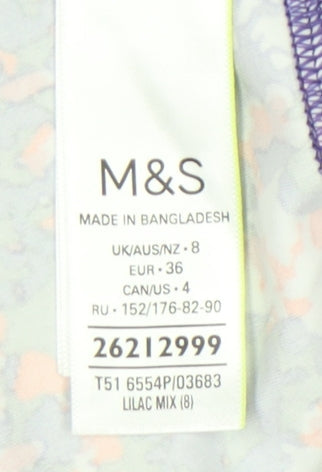 M&S
MADE IN BANGLADESH
UK/AUS/NZ • 8
EUR • 36
CAN/US • 4
RU • 152/176-82-90
26212999
T51 6554P/03683
LILAC MIX (8)